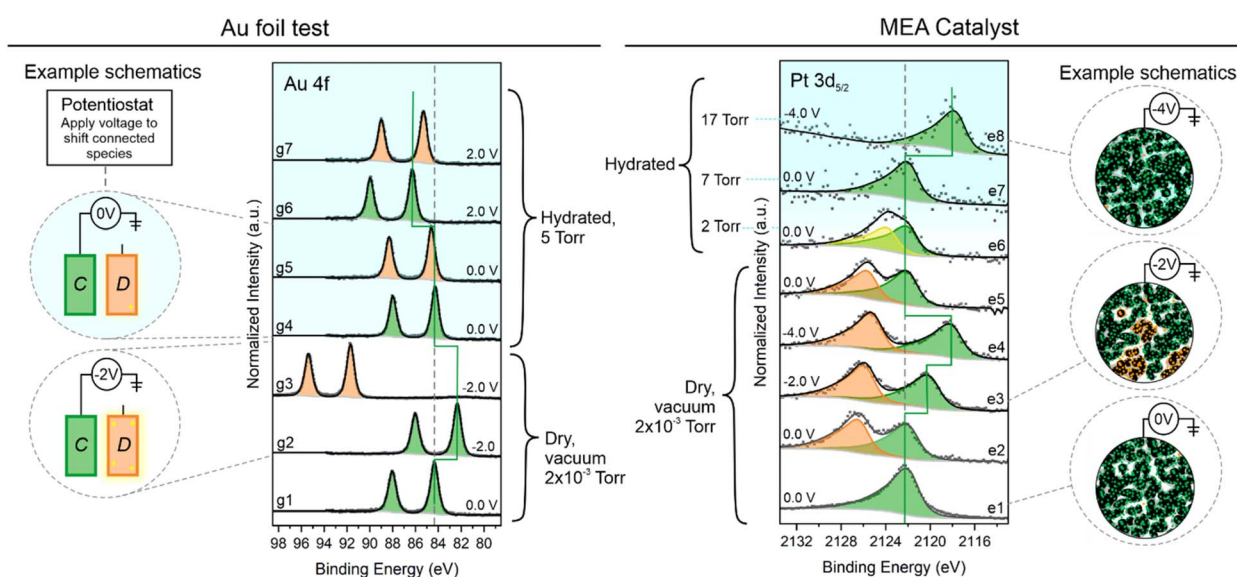 Au foil test
MEA Catalyst
Example schematics
Potentiostat
Apply voltage to
shift connected
species
0V
C
D
-2V
C
D
Normalized Intensity (a.u.)
Au 4f
g7
2.0 V
g6
2.0 V
g5
0.0 V
g4
0.0 V
g3
-2.0 V
g2
-2.0
g1
0.0 V
98 96 94 92 90 88 86 84 82 80
Binding Energy (eV)
Hydrated,
5 Torr
Dry,
vacuum
2x10⁻³ Torr
Hydrated
17 Torr
7 Torr
2 Torr
Dry,
vacuum
2x10⁻³ Torr
Normalized Intensity (a.u.)
Pt 3d₅/₂
-4.0 V
e8
0.0 V
e7
0.0 V
e6
0.0 V
e5
-4.0 V
e4
-2.0 V
e3
0.0 V
e2
0.0 V
e1
2132 2128 2124 2120 2116
Binding Energy (eV)
Example schematics
-4V
-2V
0V